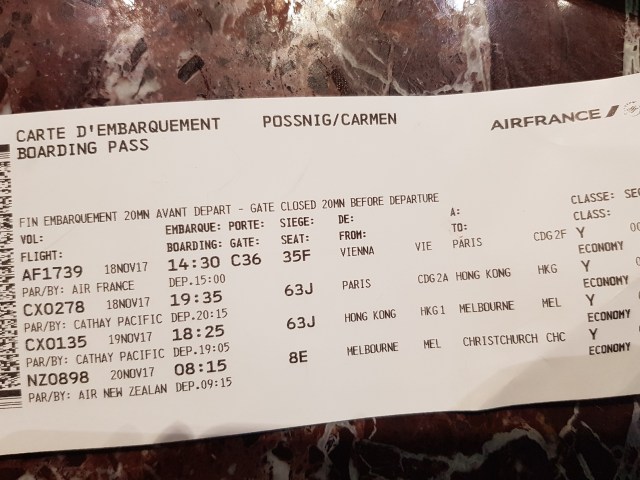 CARTE D'EMBARQUEMENT POSSNIG/CARMEN AIRFRANCE
BOARDING PASS
FIN EMBARQUEMENT 20MN AVANT DEPART - GATE CLOSED 20MN BEFORE DEPARTURE
VOL: EMBARQUE: PORTE: SIEGE: DE: A: CLASSE:
FLIGHT: BOARDING: GATE: SEAT: FROM: TO: CLASS:
AF1739 18NOV17 14:30 C36 35F VIENNA VIE PARIS CDG2F Y
PAR/BY: AIR FRANCE DEP.15:00 ECONOMY
CX0278 18NOV17 19:35 63J PARIS CDG2A HONG KONG HKG Y
PAR/BY: CATHAY PACIFIC DEP.20:15 ECONOMY
CX0135 19NOV17 18:25 63J HONG KONG HKG1 MELBOURNE MEL Y
PAR/BY: CATHAY PACIFIC DEP.19:05 ECONOMY
NZ0898 20NOV17 08:15 8E MELBOURNE MEL CHRISTCHURCH CHC Y
PAR/BY: AIR NEW ZEALAN DEP.09:15 ECONOMY